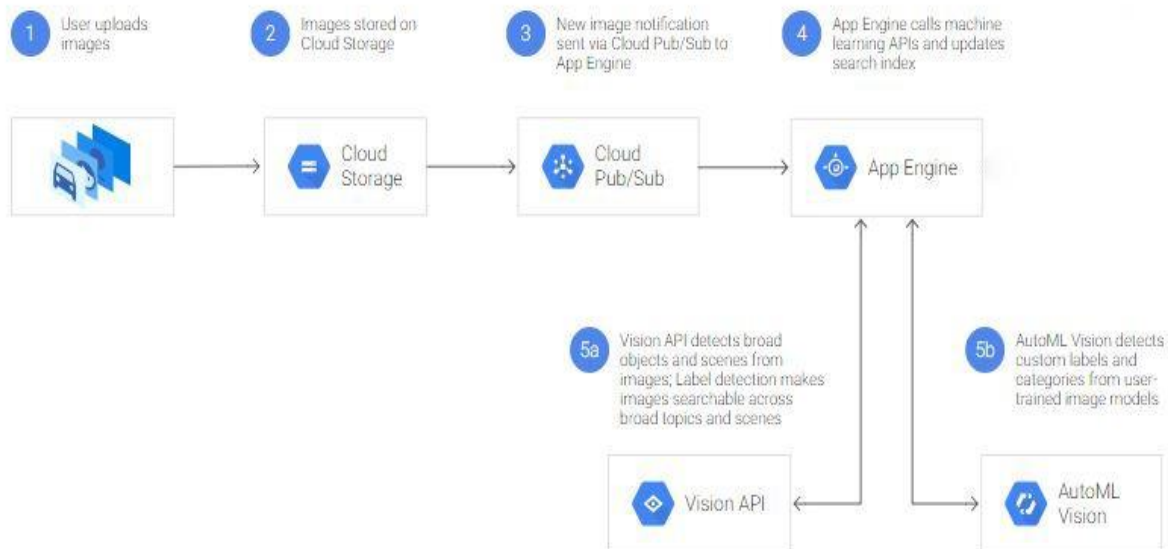 1
User uploads
images
2
Images stored on
Cloud Storage
3
New image notification
sent via Cloud Pub/Sub to
App Engine
4
App Engine calls machine
learning APIs and updates
search index
Cloud
Storage
Cloud
Pub/Sub
App Engine
5a
Vision API detects broad
objects and scenes from
images; Label detection makes
images searchable across
broad topics and scenes
5b
AutoML Vision detects
custom labels and
categories from user-
trained image models
Vision API
AutoML
Vision